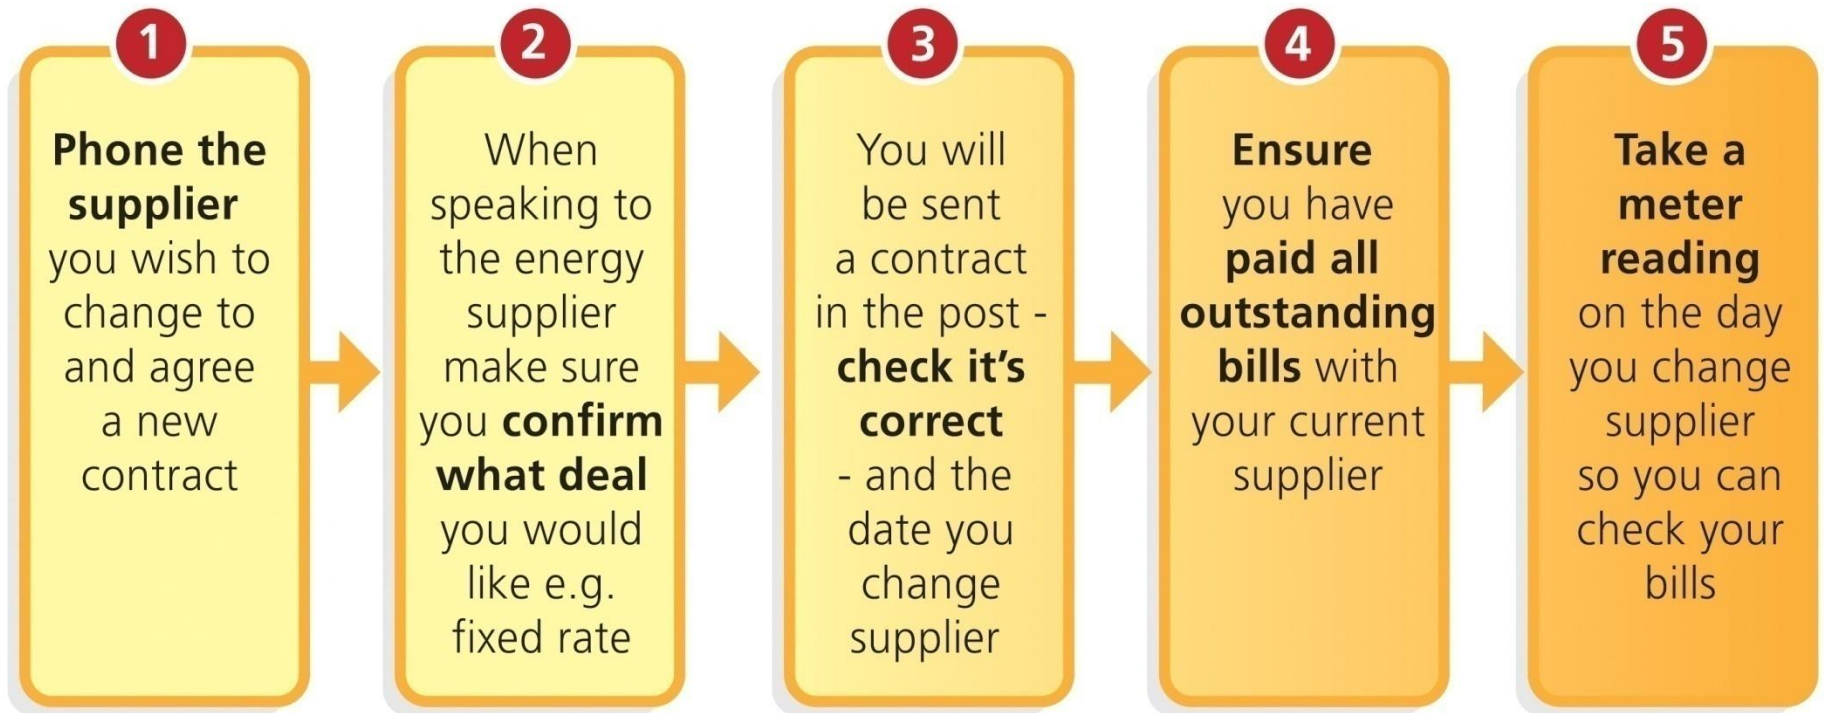 1
Phone the
supplier
you wish to
change to
and agree
a new
contract
2
When
speaking to
the energy
supplier
make sure
you confirm
what deal
you would
like e.g.
fixed rate
3
You will
be sent
a contract
in the post -
check it's
correct
- and the
date you
change
supplier
4
Ensure
you have
paid all
outstanding
bills with
your current
supplier
5
Take a
meter
reading
on the day
you change
supplier
so you can
check your
bills